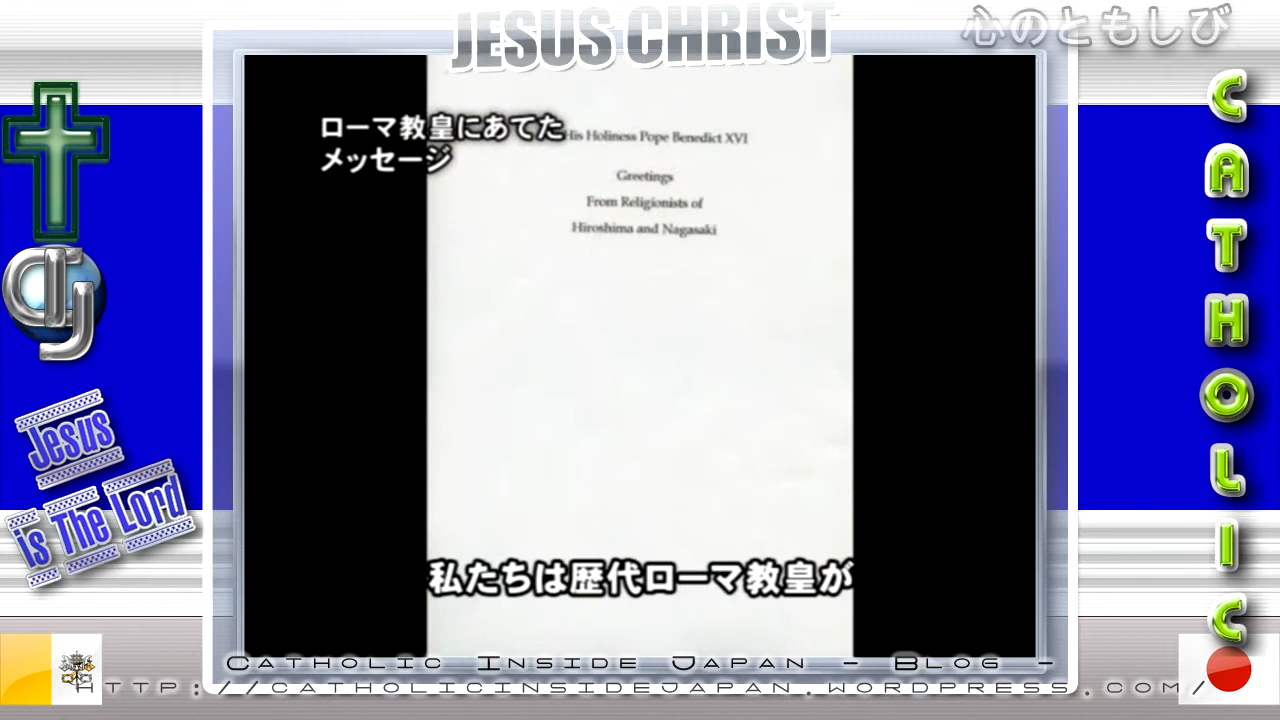 JESUS CHRIST
心のともしび
ローマ教皇にあてた
メッセージ
His Holiness Pope Benedict XVI
Greetings
From Religionists of
Hiroshima and Nagasaki
私たちは歴代ローマ教皇が
Jesus
is The Lord
CATHOLIC
CIJ
Catholic Inside Japan - Blog -
http://catholicinsidejapan.wordpress.com/